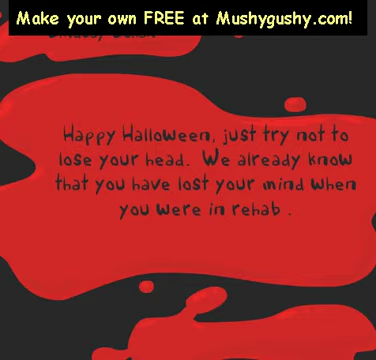 Make your own FREE at Mushygushy.com!
Happy Halloween, just try not to
lose your head. We already know
that you have lost your mind when
you were in rehab .